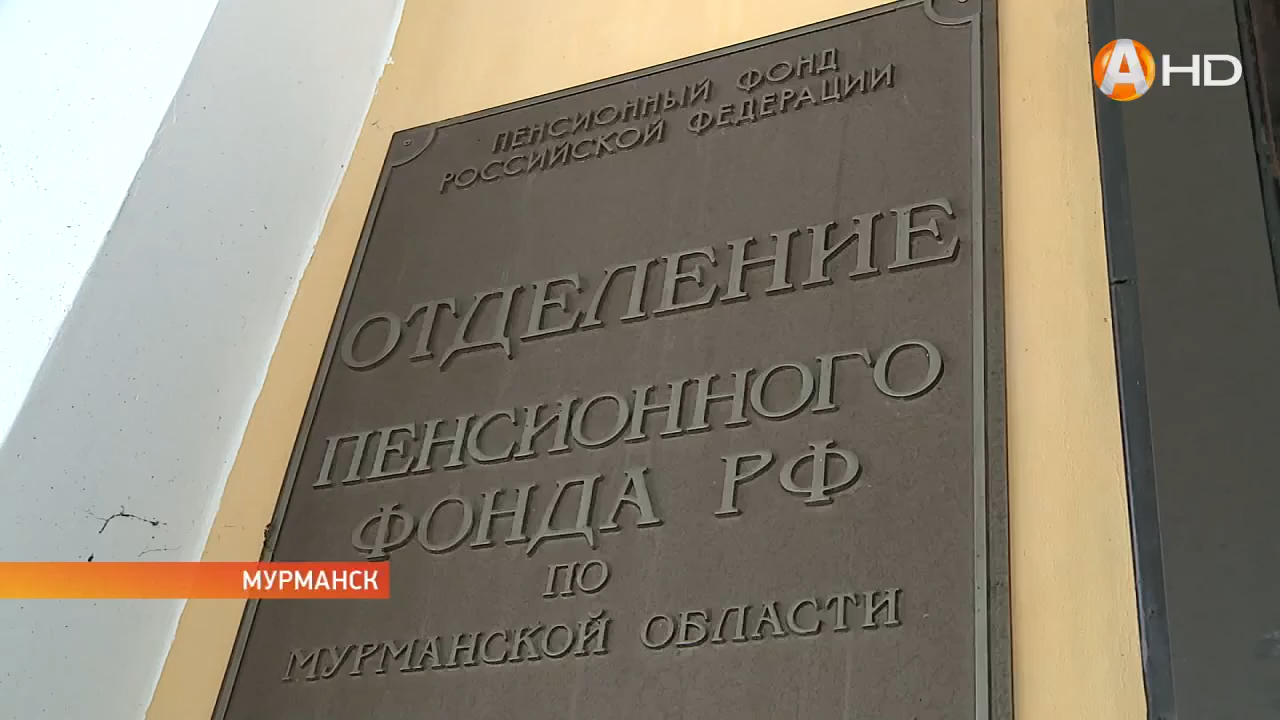 ПЕНСИОННЫЙ ФОНД
РОССИЙСКОЙ ФЕДЕРАЦИИ
ОТДЕЛЕНИЕ
ПЕНСИОННОГО
ФОНДА РФ
ПО
МУРМАНСКОЙ ОБЛАСТИ
МУРМАНСК
А HD